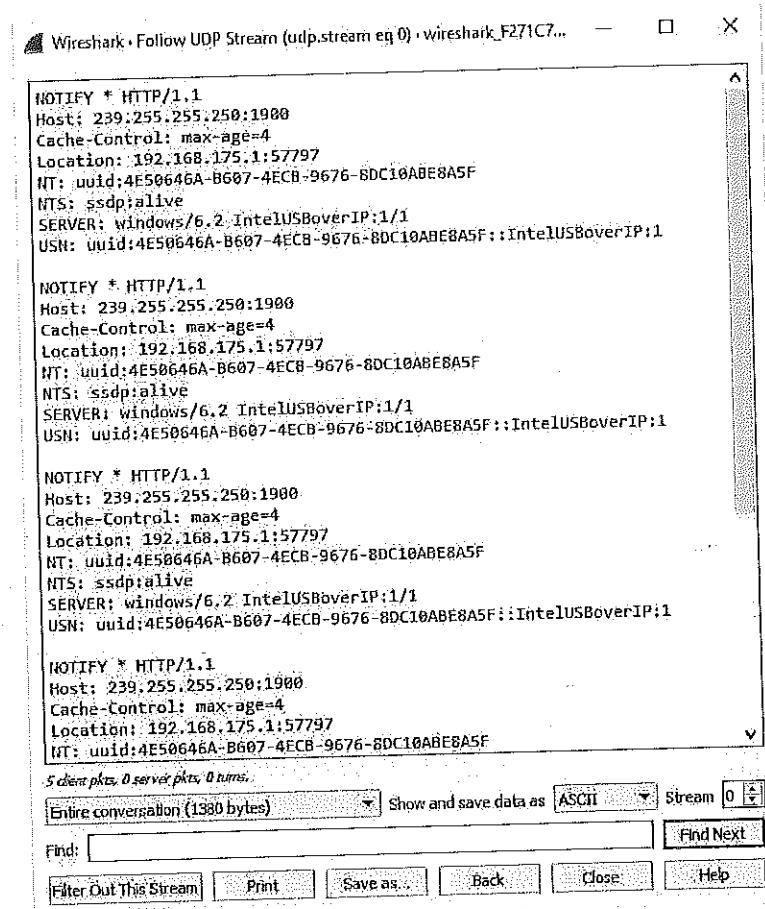 Wireshark · Follow UDP Stream (udp.stream eq 0) · wireshark_F271C7...
NOTIFY * HTTP/1.1
Host: 239.255.255.250:1900
Cache-Control: max-age=4
Location: 192.168.175.1:57797
NT: uuid:4E50646A-B607-4ECB-9676-8DC10ABE8A5F
NTS: ssdp:alive
SERVER: windows/6.2 IntelUSBoverIP:1/1
USN: uuid:4E50646A-B607-4ECB-9676-8DC10ABE8A5F::IntelUSBoverIP:1
NOTIFY * HTTP/1.1
Host: 239.255.255.250:1900
Cache-Control: max-age=4
Location: 192.168.175.1:57797
NT: uuid:4E50646A-B607-4ECB-9676-8DC10ABE8A5F
NTS: ssdp:alive
SERVER: windows/6.2 IntelUSBoverIP:1/1
USN: uuid:4E50646A-B607-4ECB-9676-8DC10ABE8A5F::IntelUSBoverIP:1
NOTIFY * HTTP/1.1
Host: 239.255.255.250:1900
Cache-Control: max-age=4
Location: 192.168.175.1:57797
NT: uuid:4E50646A-B607-4ECB-9676-8DC10ABE8A5F
NTS: ssdp:alive
SERVER: windows/6.2 IntelUSBoverIP:1/1
USN: uuid:4E50646A-B607-4ECB-9676-8DC10ABE8A5F::IntelUSBoverIP:1
NOTIFY * HTTP/1.1
Host: 239.255.255.250:1900
Cache-Control: max-age=4
Location: 192.168.175.1:57797
NT: uuid:4E50646A-B607-4ECB-9676-8DC10ABE8A5F
5 client pkts, 0 server pkts, 0 turns.
Entire conversation (1380 bytes) Show and save data as ASCII Stream 0
Find: Find Next
Filter Out This Stream Print Save as... Back Close Help